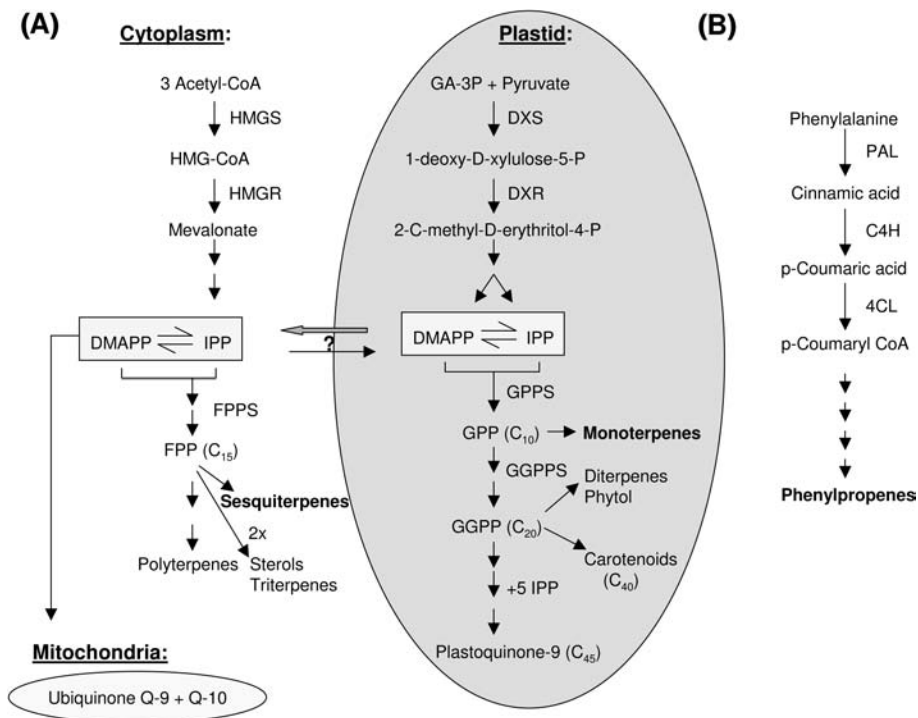 (A)
Cytoplasm:
3 Acetyl-CoA
HMGS
HMG-CoA
HMGR
Mevalonate
DMAPP IPP
FPPS
FPP (C15)
Sesquiterpenes
2x
Polyterpenes Sterols
Triterpenes
Mitochondria:
Ubiquinone Q-9 + Q-10
?
Plastid:
GA-3P + Pyruvate
DXS
1-deoxy-D-xylulose-5-P
DXR
2-C-methyl-D-erythritol-4-P
DMAPP IPP
GPPS
GPP (C10) Monoterpenes
GGPPS
Diterpenes
Phytol
GGPP (C20)
Carotenoids
(C40)
+5 IPP
Plastoquinone-9 (C45)
(B)
Phenylalanine
PAL
Cinnamic acid
C4H
p-Coumaric acid
4CL
p-Coumaryl CoA
Phenylpropenes